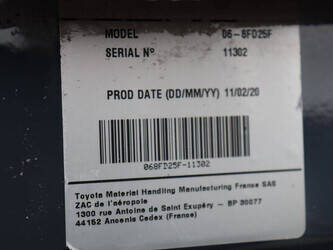 MODEL 06-8FD25F
SERIAL Nº 11302
PROD DATE (DD/MM/YY) 11/02/20
068FD25F-11302
Toyota Material Handling Manufacturing France SAS
ZAC de l'aéropole
1300 rue Antoine de Saint Exupéry - BP 30077
44152 Ancenis Cedex (France)